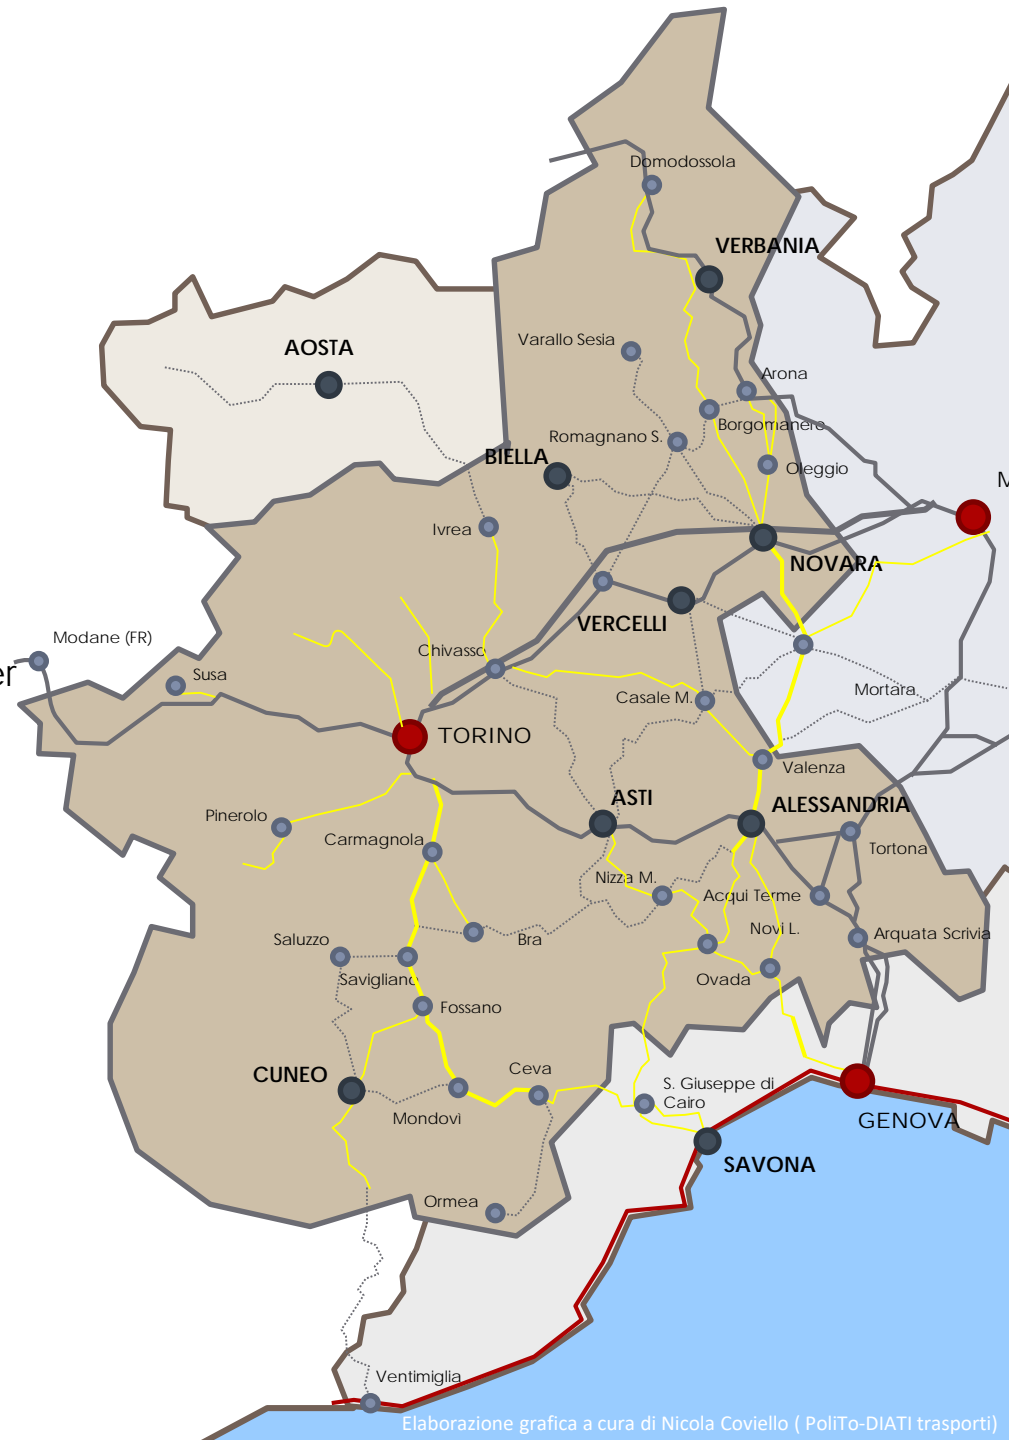 Domodossola
VERBANIA
Varallo Sesia
AOSTA
Arona
Borgomanero
Romagnano S.
BIELLA
Oleggio
M
Ivrea
NOVARA
VERCELLI
Modane (FR)
Chivasso
er
Susa
Casale M.
Mortara
TORINO
Valenza
ASTI
ALESSANDRIA
Pinerolo
Carmagnola
Tortona
Nizza M.
Acqui Terme
Novi L.
Saluzzo
Bra
Arquata Scrivia
Savigliano
Ovada
Fossano
CUNEO
Ceva
S. Giuseppe di
Cairo
Mondovì
GENOVA
SAVONA
Ormea
Ventimiglia
Elaborazione grafica a cura di Nicola Coviello ( PoliTo-DIATI trasporti)